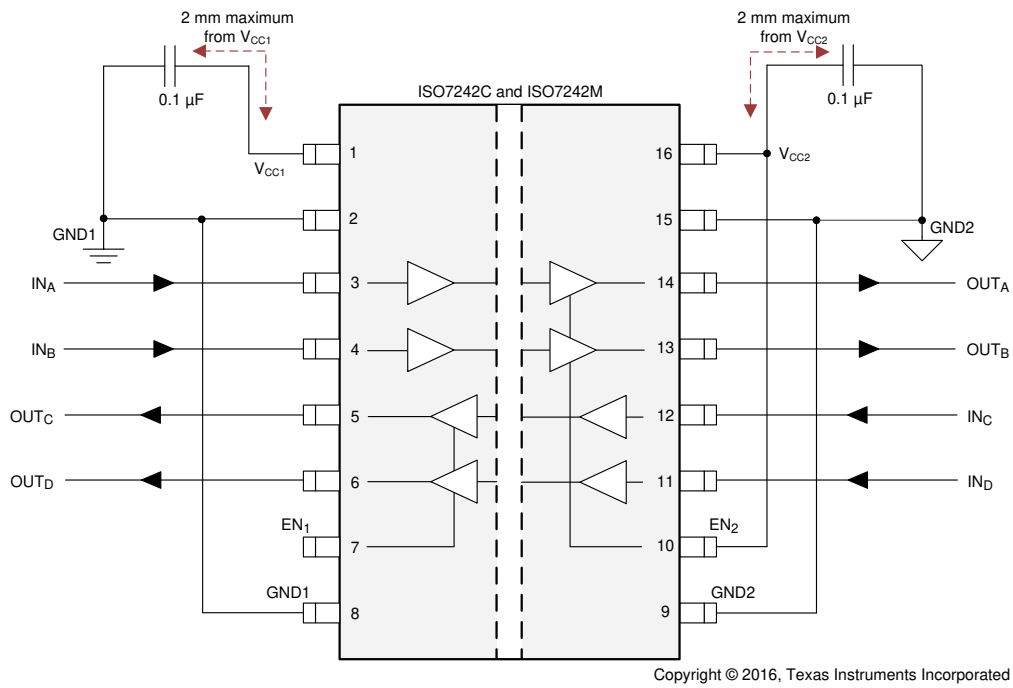 2 mm maximum
from VCC1
2 mm maximum
from VCC2
0.1 µF
0.1 µF
ISO7242C and ISO7242M
VCC1
1
16
VCC2
GND1
2
15
GND2
INA
3
14
OUTA
INB
4
13
OUTB
OUTC
5
12
INC
OUTD
6
11
IND
EN1
7
10
EN2
GND1
8
9
GND2
Copyright © 2016, Texas Instruments Incorporated